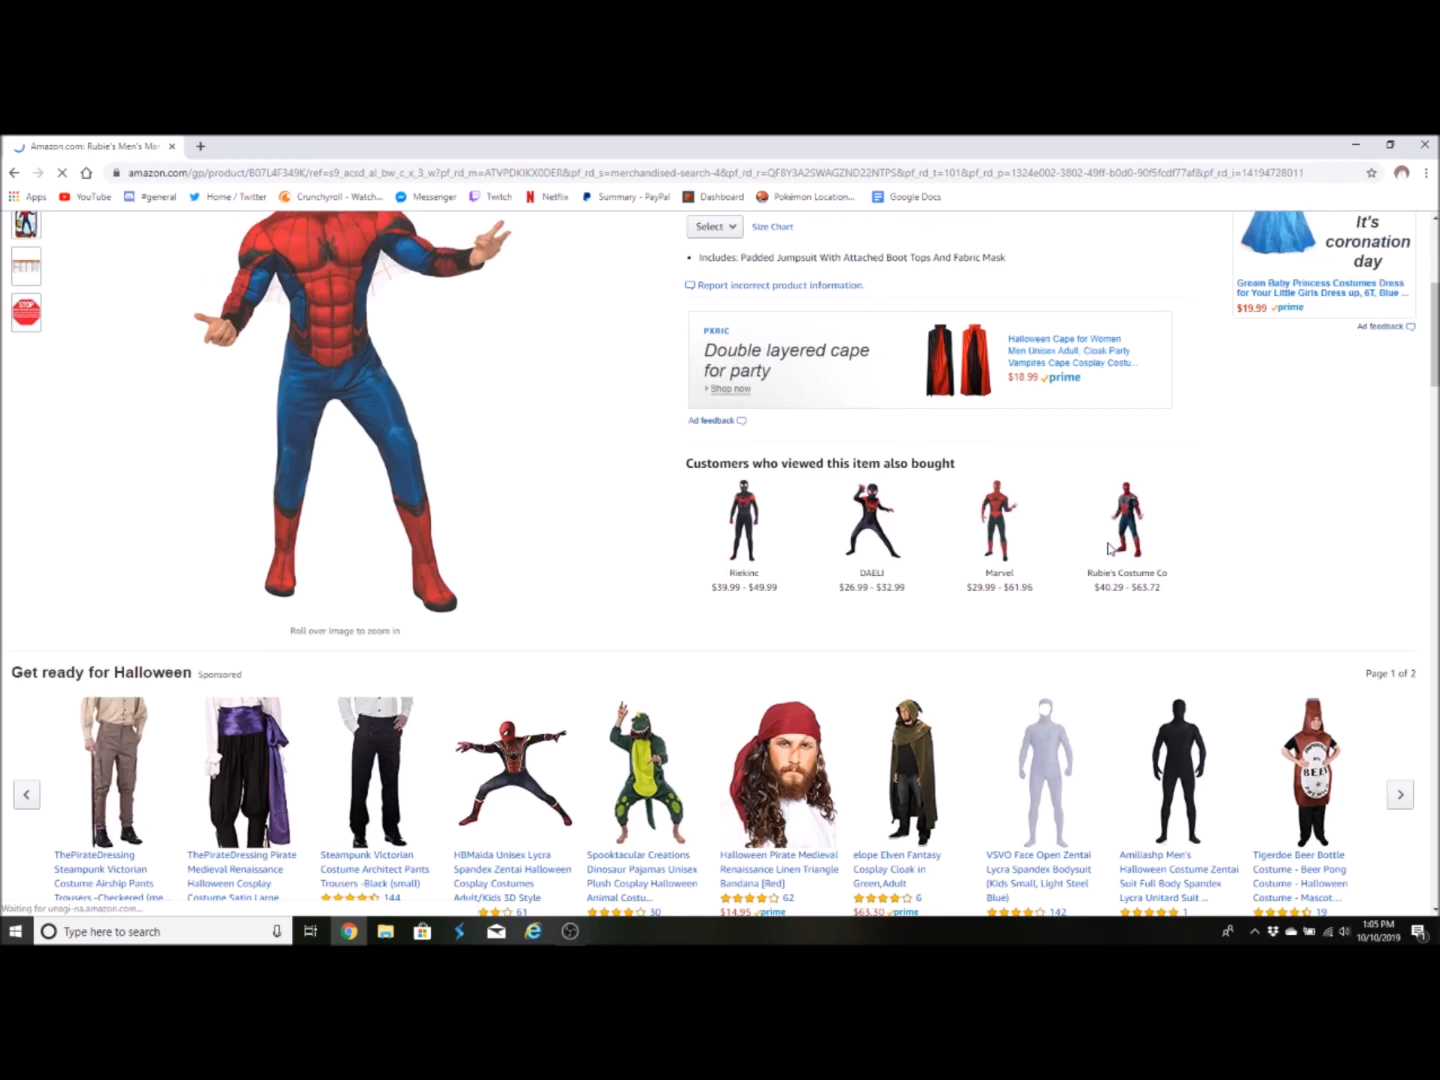 Amazon.com: Rubie's Men's Mar
amazon.com/gp/product/B07L4F349K/ref=s9_acsd_al_bw_c_x_3_w?pf_rd_m=ATVPDKIKX0DER&pf_rd_s=merchandised-search-4&pf_rd_r=QF8Y3A2SWAGZND22NTPS&pf_rd_t=101&pf_rd_p=1324e002-3802-49ff-b0d0-90f5fcdf77af&pf_rd_i=14194728011
Apps YouTube #general Home / Twitter Crunchyroll - Watch... Messenger Twitch Netflix Summary - PayPal Dashboard Pokémon Location... Google Docs
Select Size Chart
Includes: Padded Jumpsuit With Attached Boot Tops And Fabric Mask
Report incorrect product information.
STOP
It's
coronation
day
Gream Baby Princess Costumes Dress
for Your Little Girls Dress up, 6T, Blue ...
$19.99 prime
Ad feedback
PXRIC
Double layered cape
for party
Shop now
Halloween Cape for Women
Men Unisex Adult, Cloak Party
Vampires Cape Cosplay Costu...
$18.99 prime
Ad feedback
Customers who viewed this item also bought
Riekinc DAELI Marvel Rubie's Costume Co
$39.99 - $49.99 $26.99 - $32.99 $29.99 - $61.96 $40.29 - $63.72
Roll over image to zoom in
Get ready for Halloween Sponsored Page 1 of 2
BEER
ThePirateDressing
Steampunk Victorian
Costume Airship Pants
Trousers -Checkered (me...
ThePirateDressing Pirate
Medieval Renaissance
Halloween Cosplay
Costume Satin Large...
Steampunk Victorian
Costume Architect Pants
Trousers -Black (small)
144
HBMaida Unisex Lycra
Spandex Zentai Halloween
Cosplay Costumes
Adult/Kids 3D Style
61
Spooktacular Creations
Dinosaur Pajamas Unisex
Plush Cosplay Halloween
Animal Costu...
30
Halloween Pirate Medieval
Renaissance Linen Triangle
Bandana [Red]
62
$14.95 prime
elope Elven Fantasy
Cosplay Cloak in
Green,Adult
6
$63.30 prime
VSVO Face Open Zentai
Lycra Spandex Bodysuit
(Kids Small, Light Steel
Blue)
142
Amiliashp Men's
Halloween Costume Zentai
Suit Full Body Spandex
Lycra Unitard Suit ...
1
Tigerdoe Beer Bottle
Costume - Beer Pong
Costume - Halloween
Costume - Mascot...
19
Waiting for unagi-na.amazon.com...
Type here to search
1:05 PM
10/10/2019